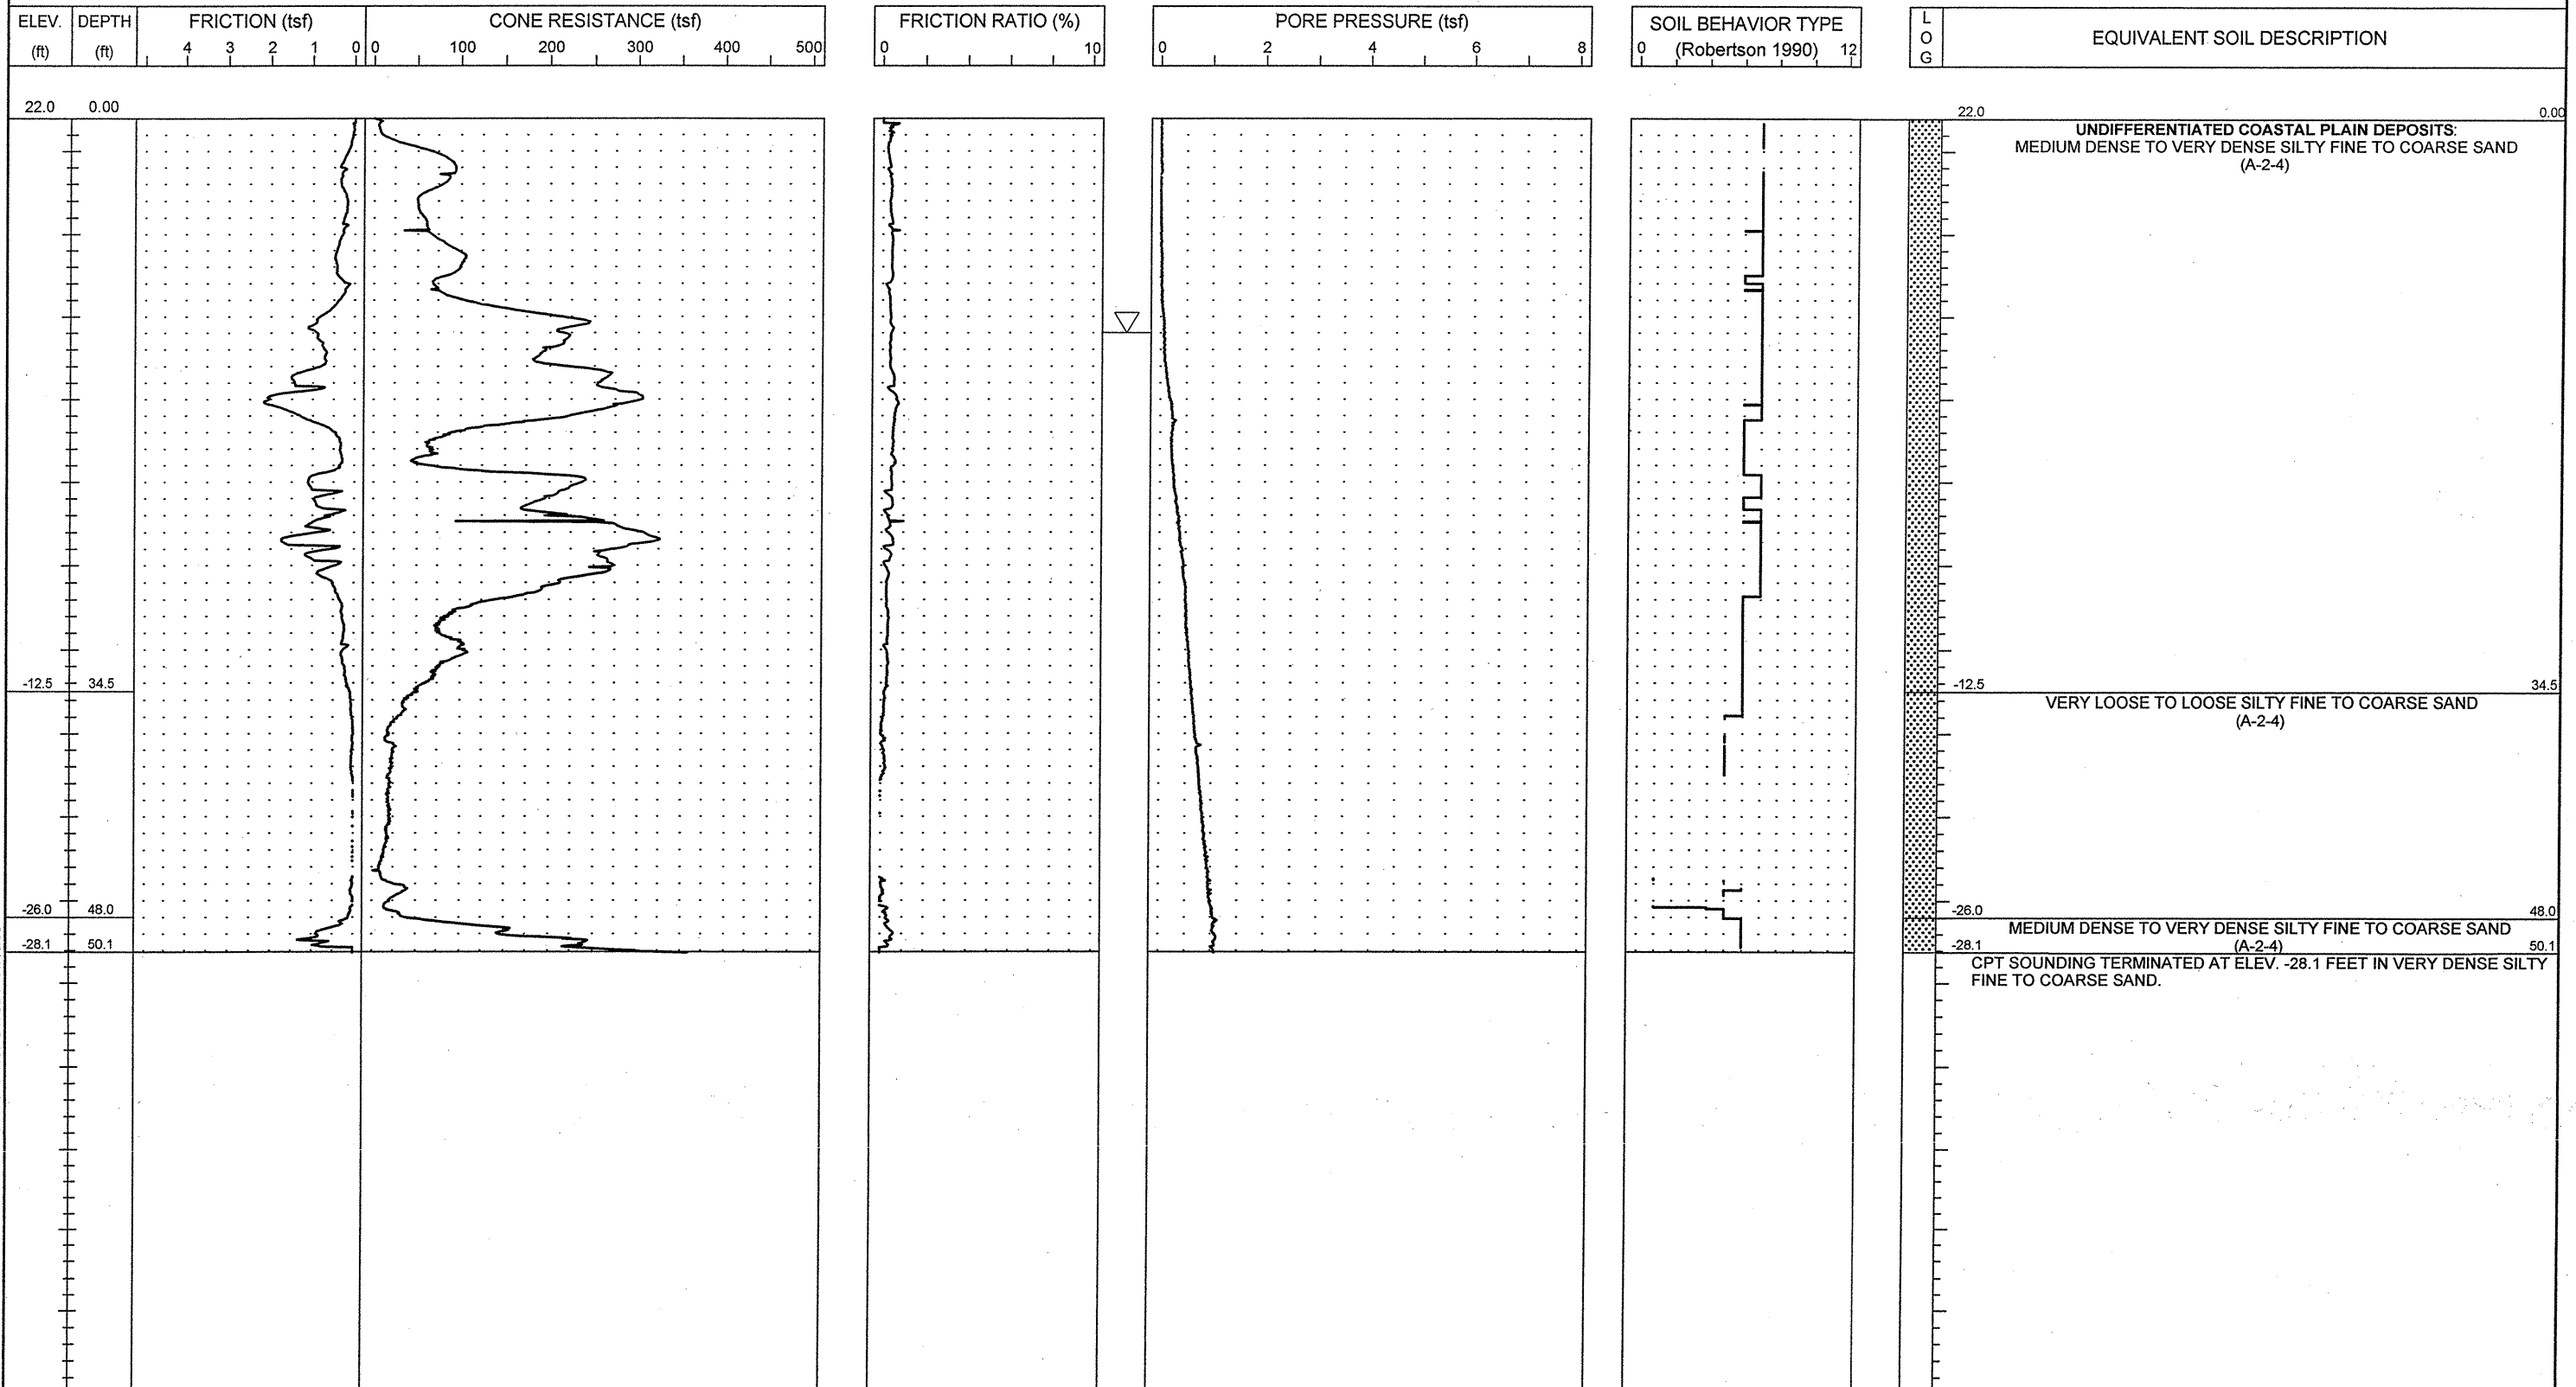 ELEV. DEPTH FRICTION (tsf) CONE RESISTANCE (tsf) FRICTION RATIO (%) PORE PRESSURE (tsf) SOIL BEHAVIOR TYPE L O G EQUIVALENT SOIL DESCRIPTION
(ft) (ft) 4 3 2 1 0 0 100 200 300 400 500 0 10 0 2 4 6 8 0 (Robertson 1990) 12
22.0 0.00 22.0 0.00
UNDIFFERENTIATED COASTAL PLAIN DEPOSITS:
MEDIUM DENSE TO VERY DENSE SILTY FINE TO COARSE SAND
(A-2-4)
-12.5 34.5 -12.5 34.5
VERY LOOSE TO LOOSE SILTY FINE TO COARSE SAND
(A-2-4)
-26.0 48.0 -26.0 48.0
MEDIUM DENSE TO VERY DENSE SILTY FINE TO COARSE SAND
-28.1 50.1 -28.1 (A-2-4) 50.1
CPT SOUNDING TERMINATED AT ELEV. -28.1 FEET IN VERY DENSE SILTY
FINE TO COARSE SAND.